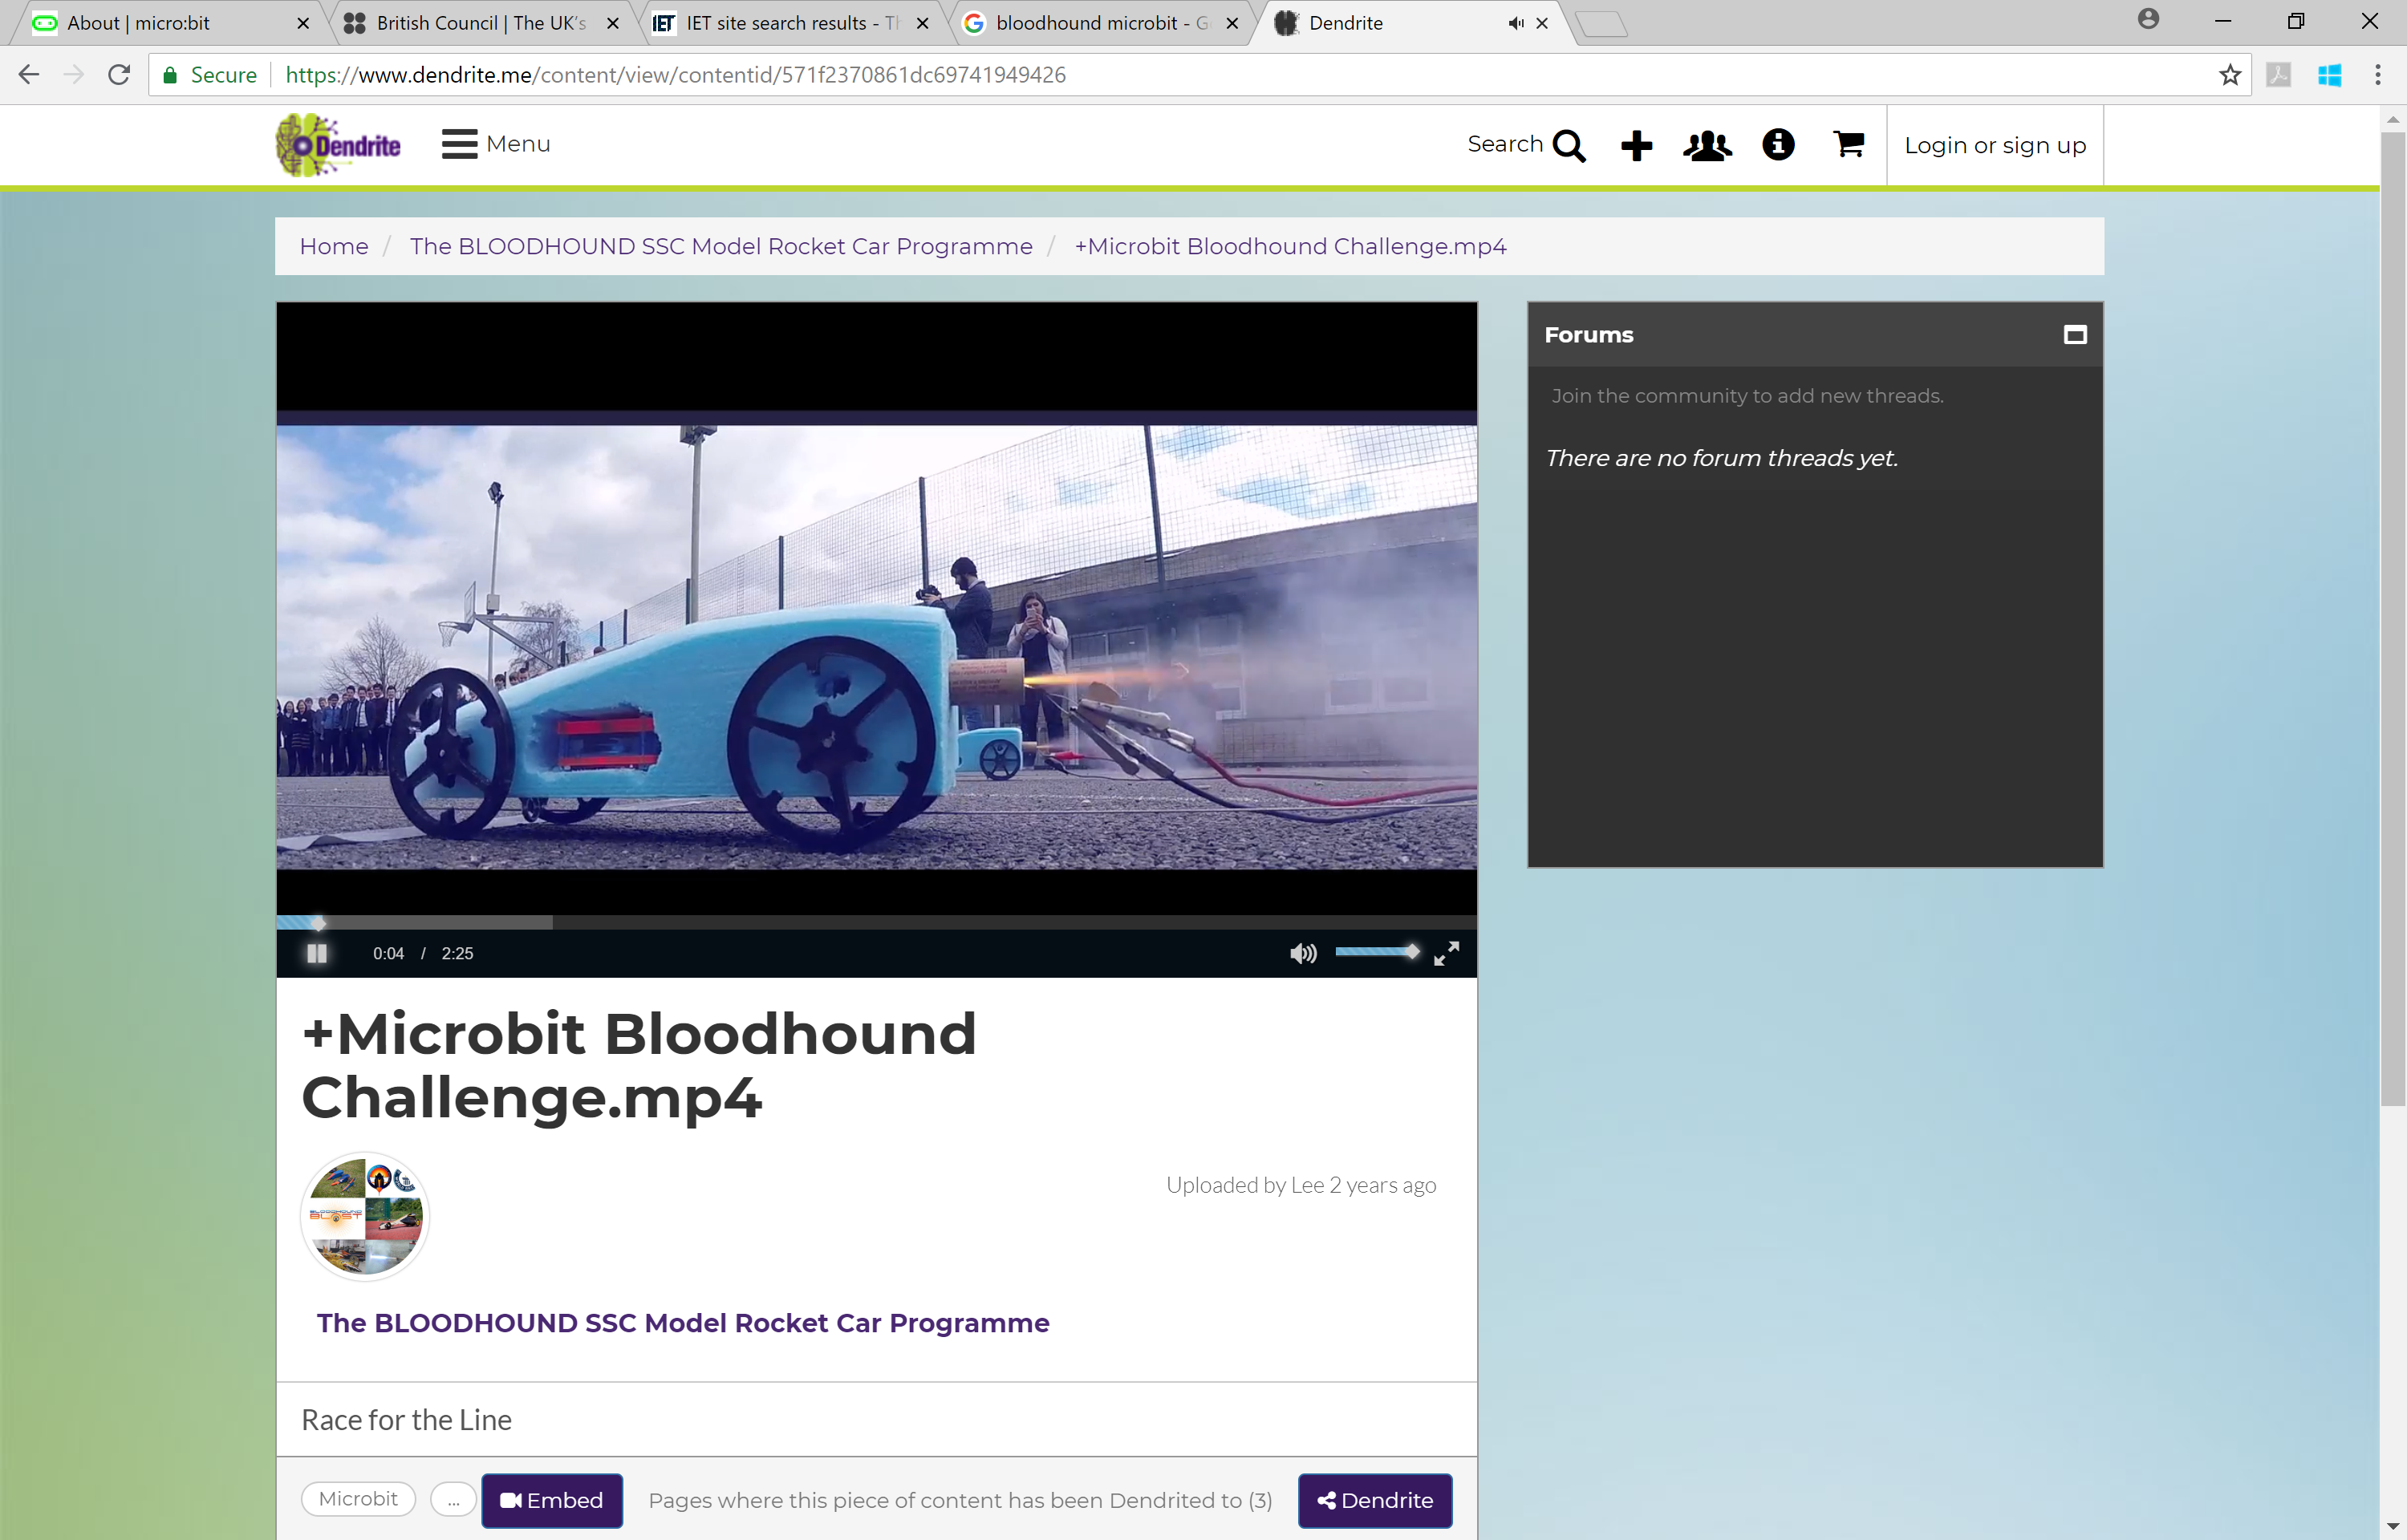 About | micro:bit
British Council | The UK's
IET
IET site search results - Th
bloodhound microbit - G
Dendrite
Secure
https://www.dendrite.me/content/view/contentid/571f2370861dc69741949426
Dendrite
Menu
Search
Login or sign up
Home / The BLOODHOUND SSC Model Rocket Car Programme / +Microbit Bloodhound Challenge.mp4
Forums
Join the community to add new threads.
There are no forum threads yet.
0:04 / 2:25
+Microbit Bloodhound
Challenge.mp4
BLOODHOUND
BLAST
Uploaded by Lee 2 years ago
The BLOODHOUND SSC Model Rocket Car Programme
Race for the Line
Microbit
...
Embed
Pages where this piece of content has been Dendrited to (3)
Dendrite